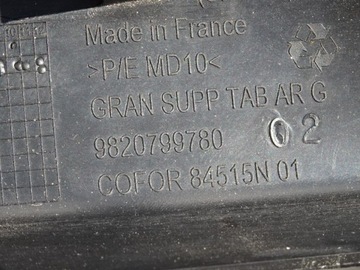 Made in France
>P/E MD10<
GRAN SUPP TAB AR G
9820799780 02
COFOR 84515N 01